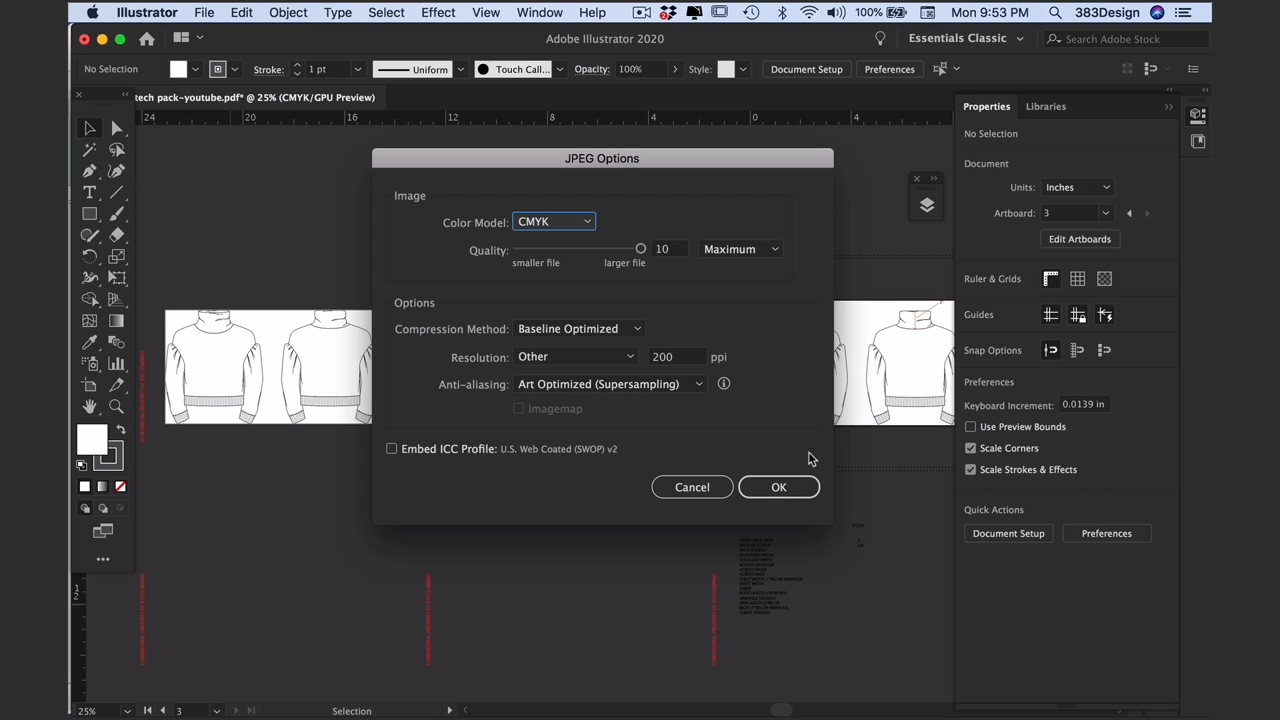 Illustrator File Edit Object Type Select Effect View Window Help 100% Mon 9:53 PM 383Design
Adobe Illustrator 2020 Essentials Classic Search Adobe Stock
No Selection Stroke: 1 pt Uniform Touch Call... Opacity: 100% Style: Document Setup Preferences
tech pack-youtube.pdf* @ 25% (CMYK/GPU Preview)
24 20 16 12 8 4 0 4
JPEG Options
Image
Color Model: CMYK
Quality: 10 Maximum
smaller file larger file
Options
Compression Method: Baseline Optimized
Resolution: Other 200 ppi
Anti-aliasing: Art Optimized (Supersampling)
Imagemap
Embed ICC Profile: U.S. Web Coated (SWOP) v2
Cancel OK
Properties Libraries
No Selection
Document
Units: Inches
Artboard: 3
Edit Artboards
Ruler & Grids
Guides
Snap Options
Preferences
Keyboard Increment: 0.0139 in
Use Preview Bounds
Scale Corners
Scale Strokes & Effects
Quick Actions
Document Setup Preferences
1
2
25% 3 Selection